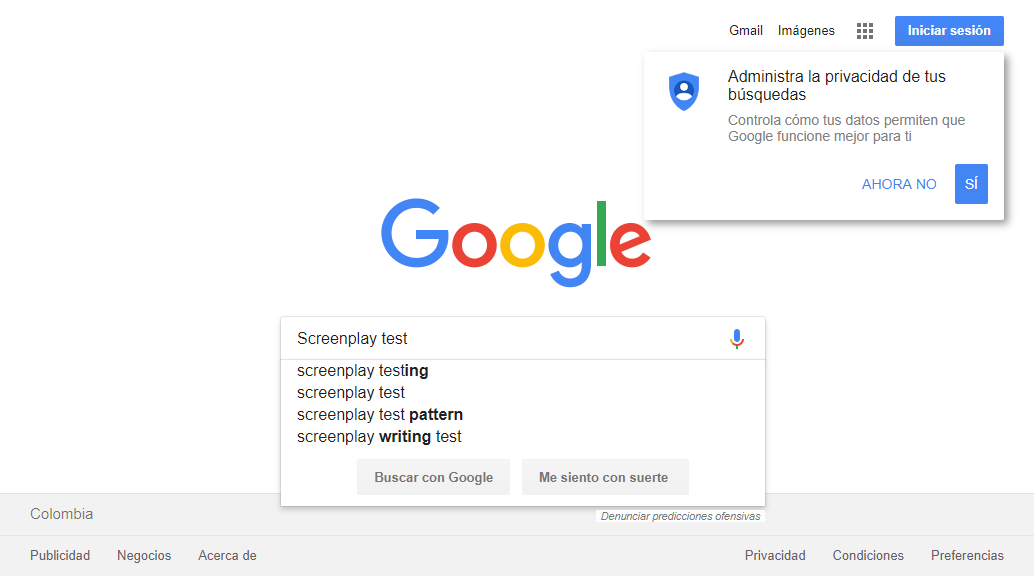 Gmail Imágenes Iniciar sesión
Administra la privacidad de tus
búsquedas
Controla cómo tus datos permiten que
Google funcione mejor para ti
AHORA NO SÍ
Google
Screenplay test
screenplay testing
screenplay test
screenplay test pattern
screenplay writing test
Buscar con Google Me siento con suerte
Denunciar predicciones ofensivas
Colombia
Publicidad Negocios Acerca de Privacidad Condiciones Preferencias